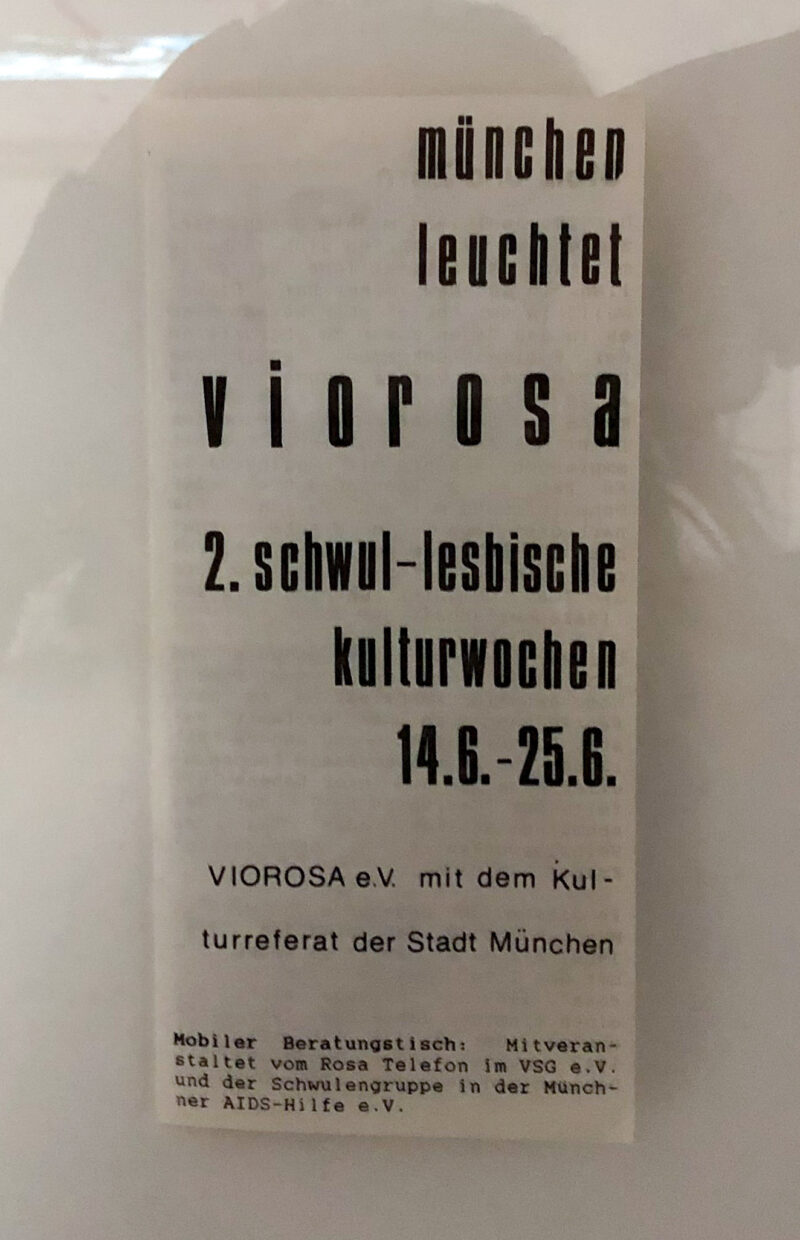 münchen
leuchtet
viorosa
2. schwul-lesbische
kulturwochen
14.6.-25.6.
VIOROSA e.V. mit dem Kul-
turreferat der Stadt München
Mobiler Beratungstisch: Mitveran-
staltet vom Rosa Telefon im VSG e.V.
und der Schwulengruppe in der Münch-
ner AIDS-Hilfe e.V.